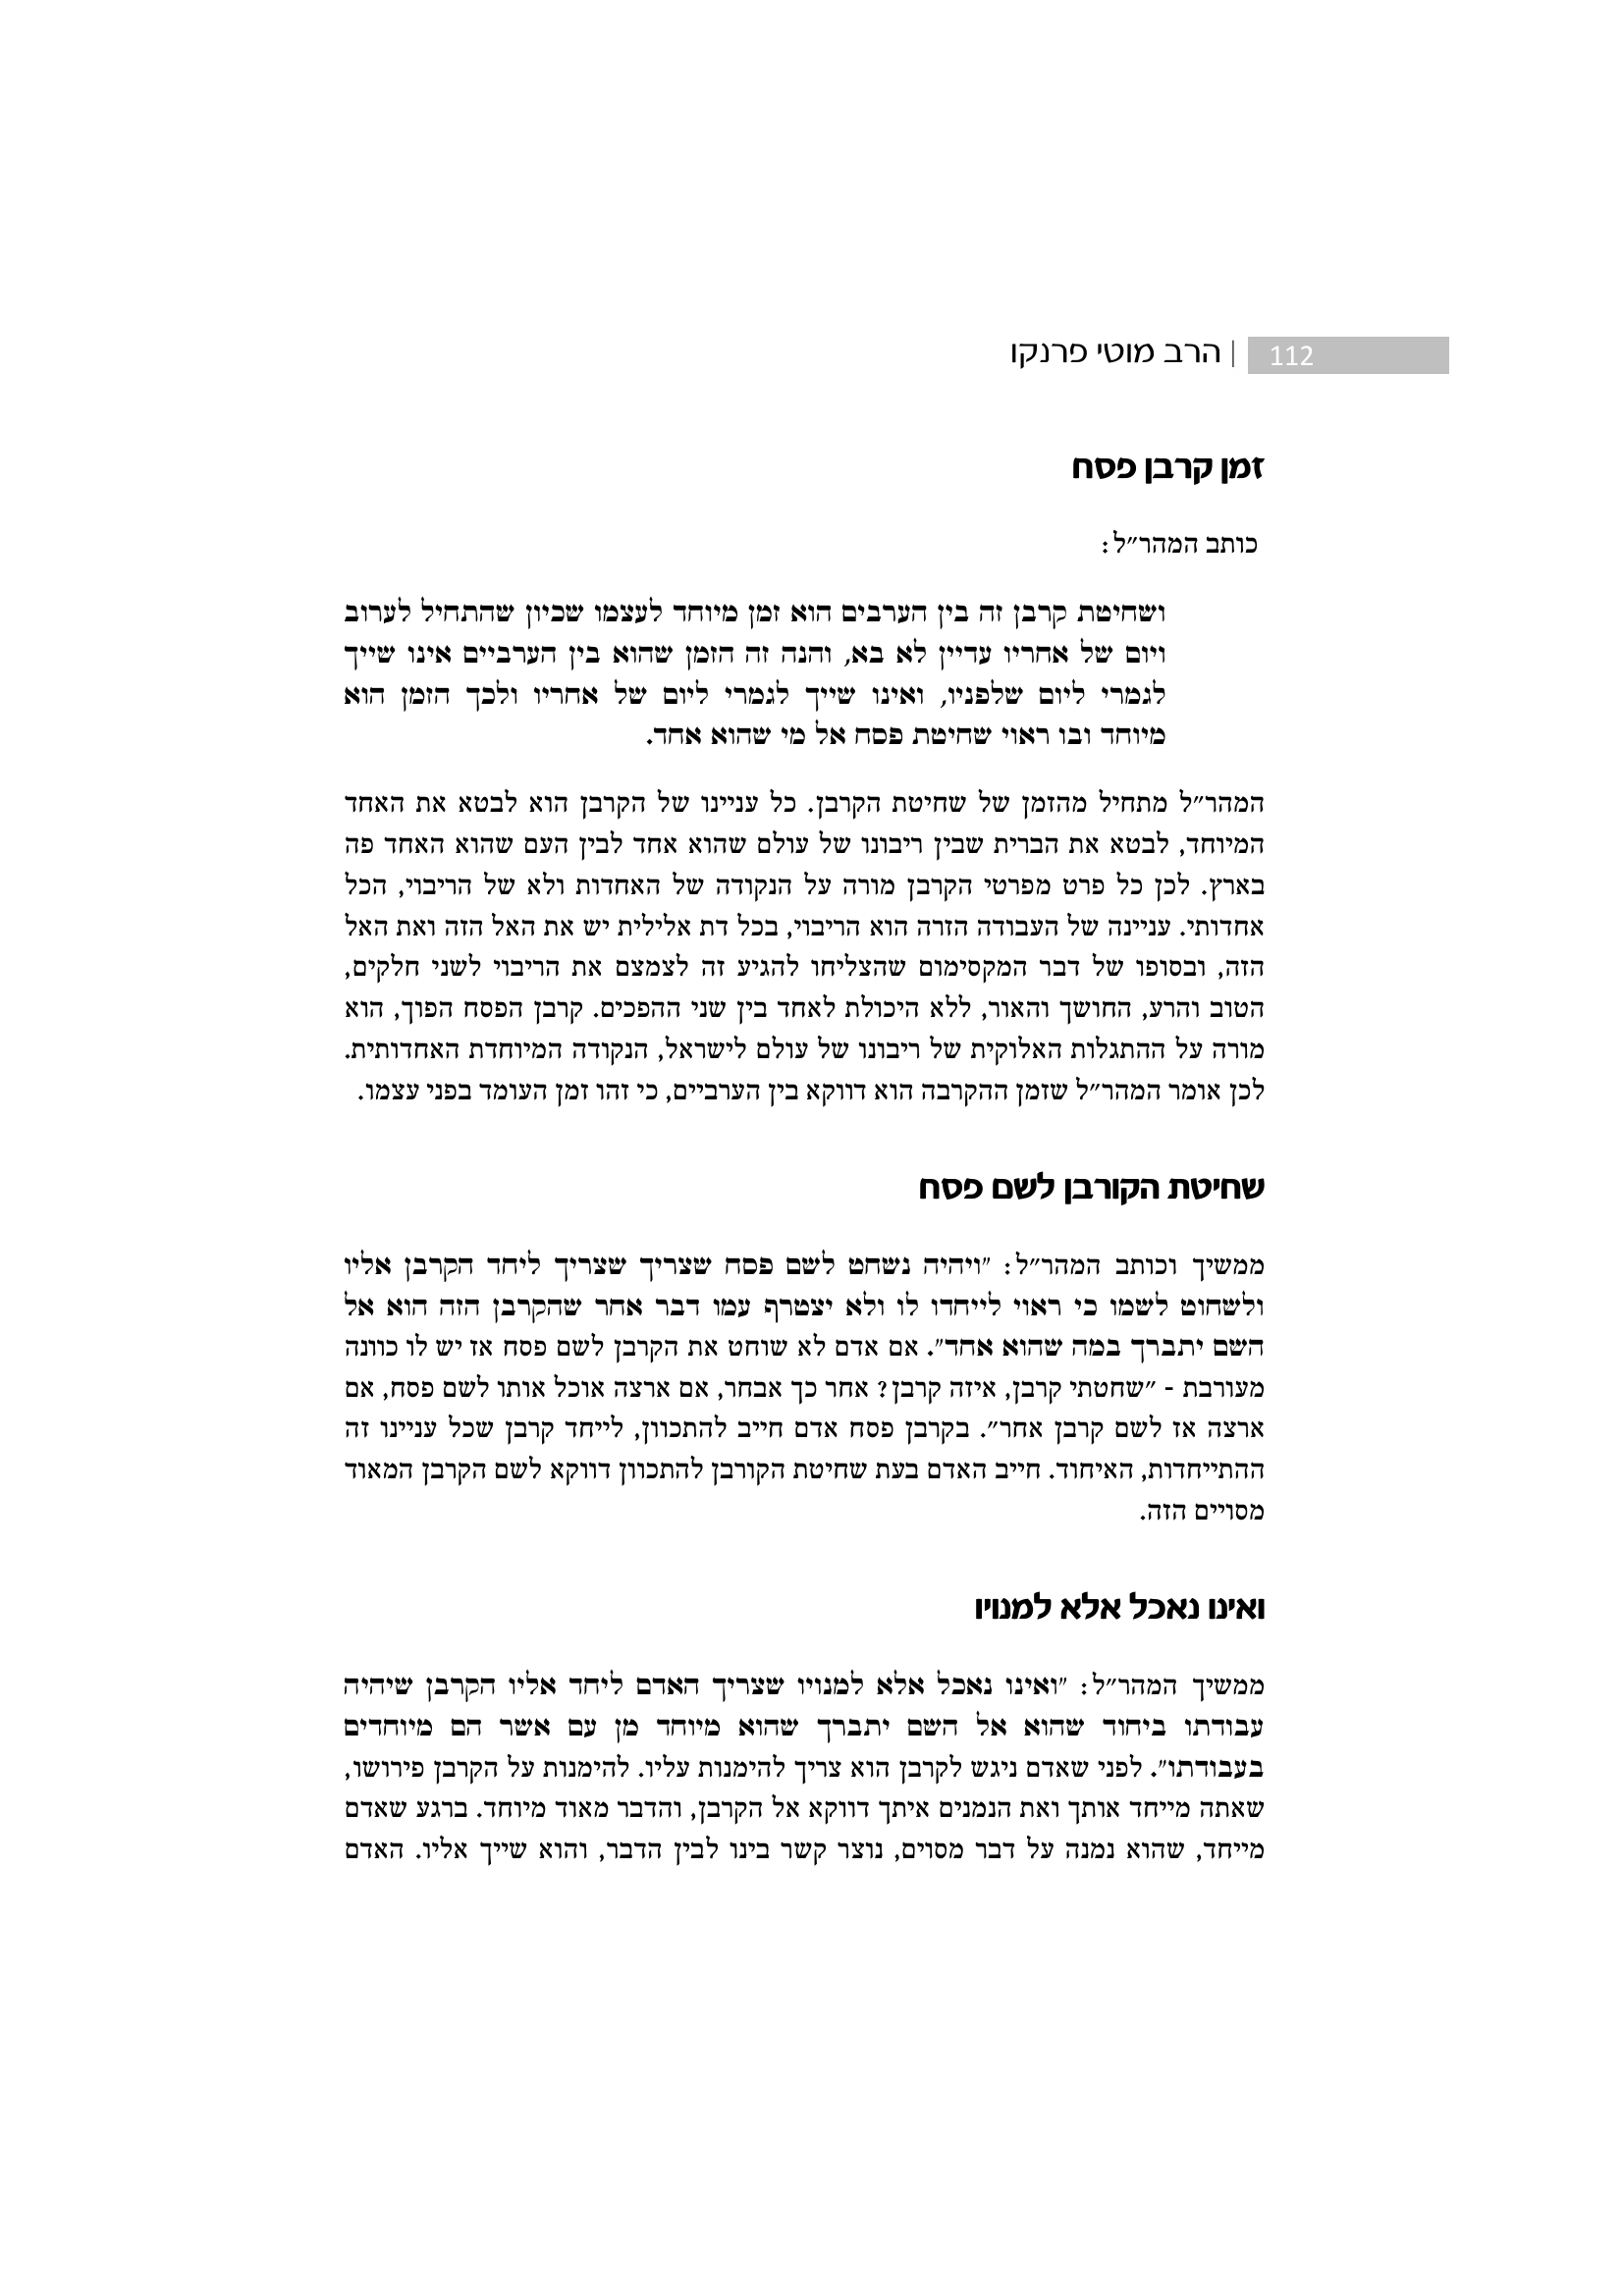 112 | הרב מוטי פרנקו
זמן קרבן פסח
כותב המהר״ל:
ושחיטת קרבן זה בין הערבים הוא זמן מיוחד לעצמו שכיון שהתחיל לערוב
ויום של אחריו עדיין לא בא, והנה זה הזמן שהוא בין הערביים אינו שייך
לגמרי ליום שלפניו, ואינו שייך לגמרי ליום של אחריו ולכך הזמן הוא
מיוחד ובו ראוי שחיטת פסח אל מי שהוא אחד.
המהר״ל מתחיל מהזמן של שחיטת הקרבן. כל עניינו של הקרבן הוא לבטא את האחד
המיוחד, לבטא את הברית שבין ריבונו של עולם שהוא אחד לבין העם שהוא האחד פה
בארץ. לכן כל פרט מפרטי הקרבן מורה על הנקודה של האחדות ולא של הריבוי, הכל
אחדותי. עניינה של העבודה הזרה הוא הריבוי, בכל דת אלילית יש את האל הזה ואת האל
הזה, ובסופו של דבר המקסימום שהצליחו להגיע זה לצמצם את הריבוי לשני חלקים,
הטוב והרע, החושך והאור, ללא היכולת לאחד בין שני ההפכים. קרבן הפסח הפוך, הוא
מורה על ההתגלות האלוקית של ריבונו של עולם לישראל, הנקודה המיוחדת האחדותית.
לכן אומר המהר״ל שזמן ההקרבה הוא דווקא בין הערביים, כי זהו זמן העומד בפני עצמו.
שחיטת הקורבן לשם פסח
ממשיך וכותב המהר״ל: ״ויהיה נשחט לשם פסח שצריך שצריך ליחד הקרבן אליו
ולשחוט לשמו כי ראוי לייחדו לו ולא יצטרף עמו דבר אחר שהקרבן הזה הוא אל
השם יתברך במה שהוא אחד״. אם אדם לא שוחט את הקרבן לשם פסח אז יש לו כוונה
מעורבת - ״שחטתי קרבן, איזה קרבן? אחר כך אבחר, אם ארצה אוכל אותו לשם פסח, אם
ארצה אז לשם קרבן אחר״. בקרבן פסח אדם חייב להתכוון, לייחד קרבן שכל עניינו זה
ההתייחדות, האיחוד. חייב האדם בעת שחיטת הקורבן להתכוון דווקא לשם הקרבן המאוד
מסויים הזה.
ואינו נאכל אלא למנויו
ממשיך המהר״ל: ״ואינו נאכל אלא למנויו שצריך האדם ליחד אליו הקרבן שיהיה
עבודתו ביחוד שהוא אל השם יתברך שהוא מיוחד מן עם אשר הם מיוחדים
בעבודתו״. לפני שאדם ניגש לקרבן הוא צריך להימנות עליו. להימנות על הקרבן פירושו,
שאתה מייחד אותך ואת הנמנים איתך דווקא אל הקרבן, והדבר מאוד מיוחד. ברגע שאדם
מייחד, שהוא נמנה על דבר מסוים, נוצר קשר בינו לבין הדבר, והוא שייך אליו. האדם